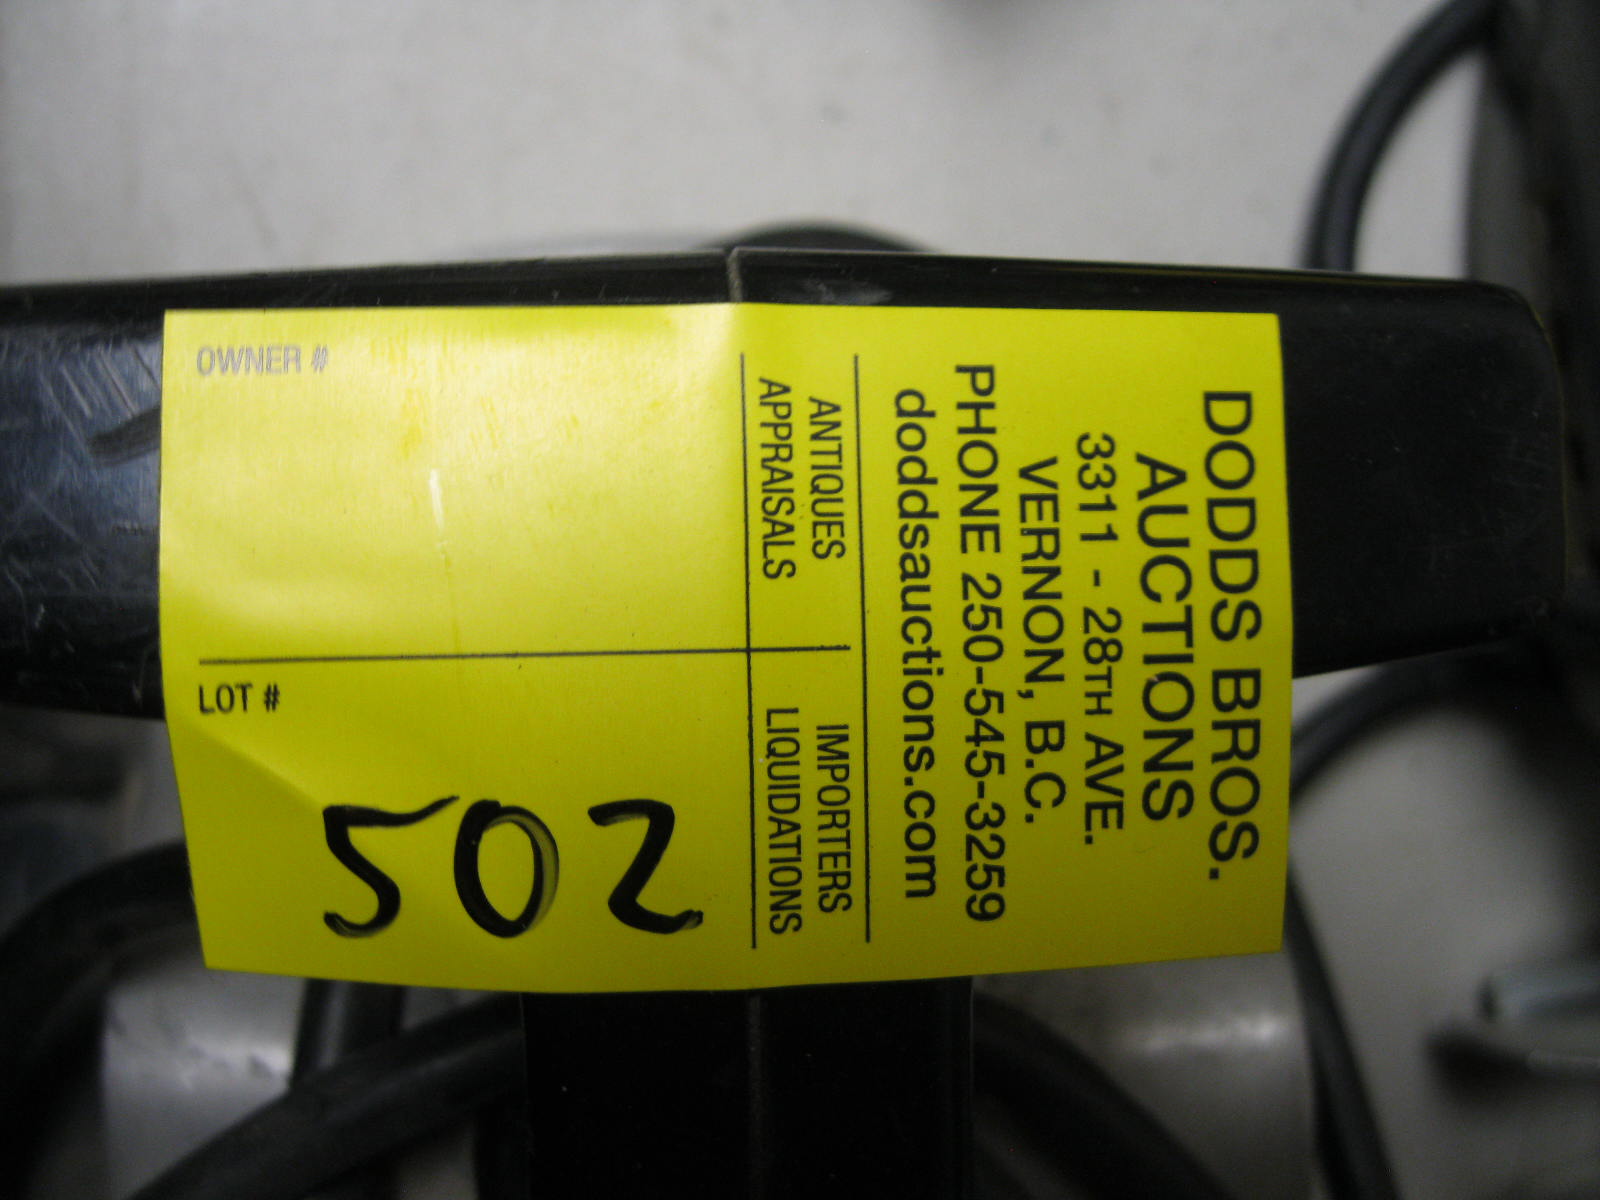 DODDS BROS.
AUCTIONS
3311 - 28TH AVE.
VERNON, B.C.
PHONE 250-545-3259
doddsauctions.com
ANTIQUES IMPORTERS
APPRAISALS LIQUIDATIONS
OWNER #
LOT #
502